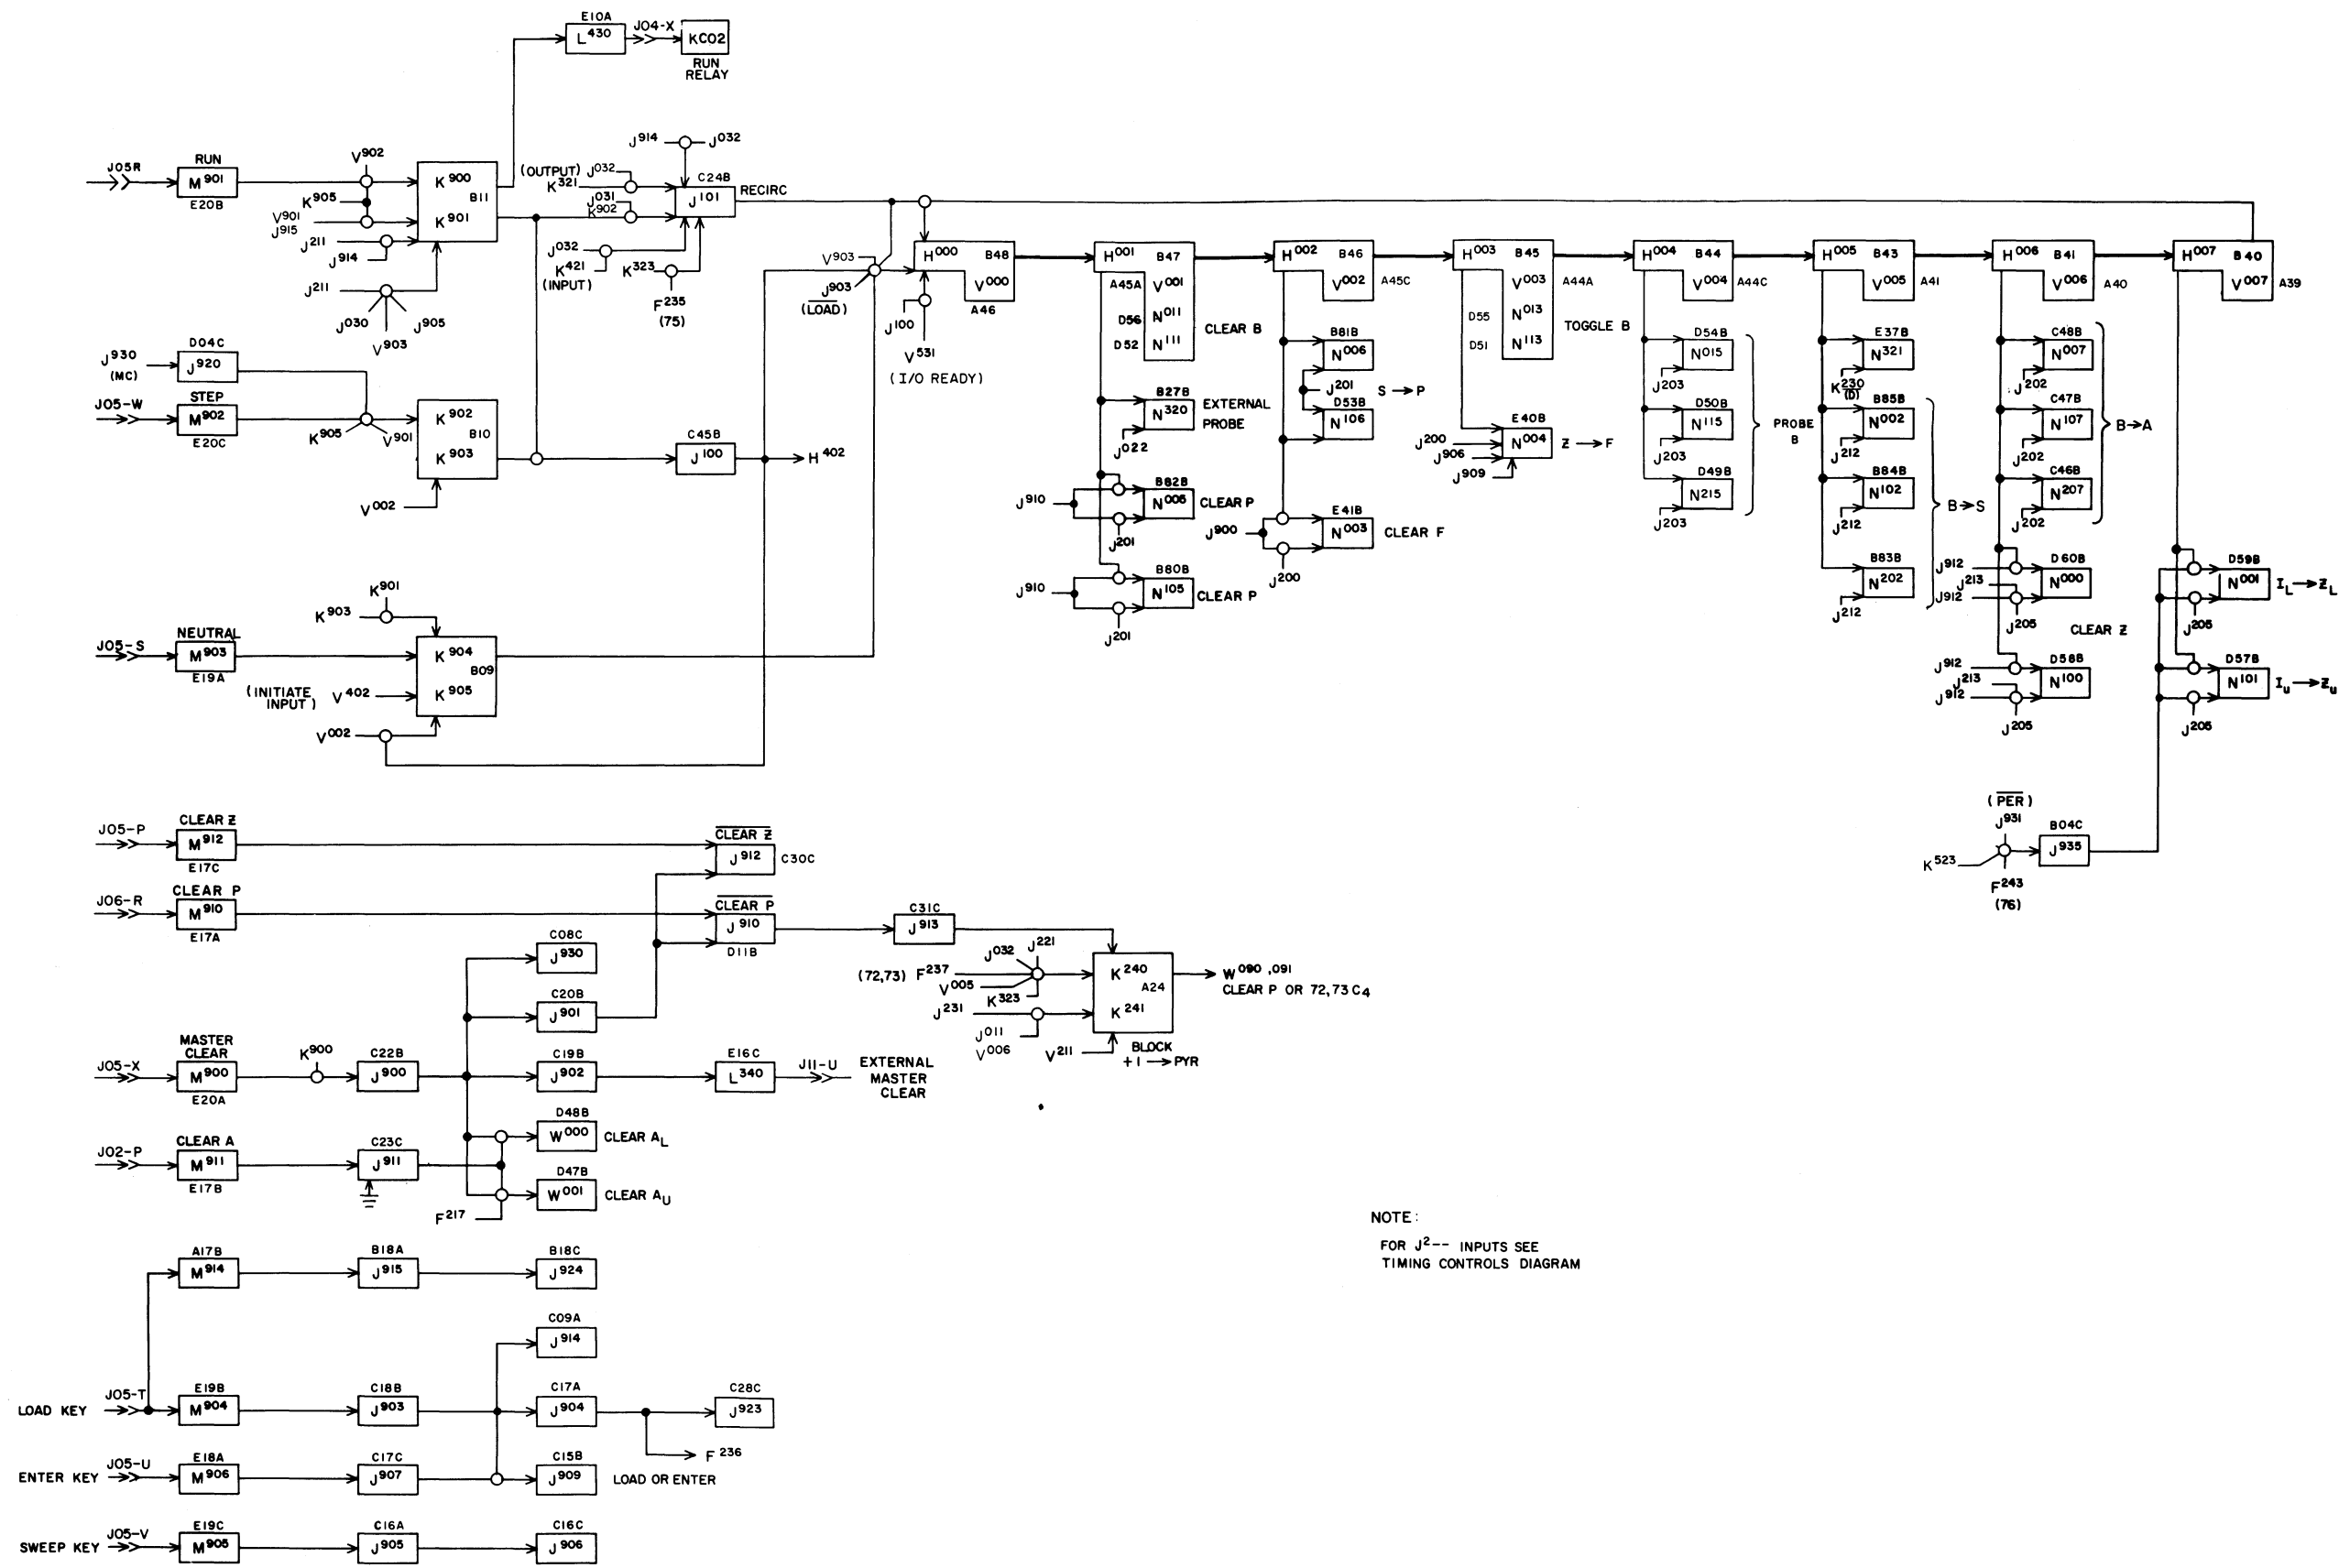 E10A
L430
J04-X
KC02
RUN
RELAY
J05R
RUN
M901
E20B
V902
K905
V901
J915
J211
J914
K900
B11
K901
J211
J030
V903
J905
J914
J032
(OUTPUT) J032
K321
J031
K902
C24B
J101
RECIRC
J032
K421
(INPUT)
K323
F235
(75)
V903
J903
(LOAD)
H000
B48
V000
A46
J100
V531
(I/O READY)
J930
(MC)
D04C
J920
J05-W
STEP
M902
E20C
K905
V901
K902
B10
K903
V002
C45B
J100
H402
K901
K903
J05-S
NEUTRAL
M903
E19A
(INITIATE
INPUT)
V402
K904
B09
K905
V002
H001
B47
A45A
V001
D56
N011
D52
N111
CLEAR B
B27B
N320
EXTERNAL
PROBE
J022
J910
B82B
N005
CLEAR P
J201
J910
B80B
N105
CLEAR P
J201
H002
B46
V002
A45C
B81B
N006
J201
S → P
D53B
N106
J900
E41B
N003
CLEAR F
J200
H003
B45
V003
A44A
D55
N013
D51
N113
TOGGLE B
E40B
N004
J200
J906
J909
Z → F
H004
B44
V004
A44C
D54B
N015
J203
D50B
N115
J203
D49B
N215
J203
PROBE
B
H005
B43
V005
A41
E37B
N321
K230
(D)
B85B
N002
J212
B84B
N102
J212
B83B
N202
J212
B→S
H006
B41
V006
A40
C48B
N007
J202
C47B
N107
J202
C46B
N207
J202
B→A
J912
J213
J912
D60B
N000
J205
CLEAR Z
J912
J213
J912
D58B
N100
J205
H007
B40
V007
A39
D59B
N001
IL → ZL
J205
D57B
N101
Iu → Zu
J205
(PER)
J931
K523
F243
(76)
B04C
J935
J05-P
CLEAR Z
M912
E17C
CLEAR Z
J912
C30C
J06-R
CLEAR P
M910
E17A
CLEAR P
J910
D11B
C31C
J913
C08C
J930
C20B
J901
J032
J221
(72,73) F237
V005
K323
J231
J011
V006
K240
A24
K241
V211
BLOCK
+1 → PYR
W090,091
CLEAR P OR 72,73 C4
J05-X
MASTER
CLEAR
M900
E20A
K900
C22B
J900
C19B
J902
E16C
L340
J11-U
EXTERNAL
MASTER
CLEAR
J02-P
CLEAR A
M911
E17B
C23C
J911
D48B
W000
CLEAR AL
D47B
W001
CLEAR AU
F217
NOTE:
FOR J2-- INPUTS SEE
TIMING CONTROLS DIAGRAM
A17B
M914
B18A
J915
B18C
J924
C09A
J914
LOAD KEY
J05-T
E19B
M904
C18B
J903
C17A
J904
C28C
J923
F236
ENTER KEY
J05-U
E18A
M906
C17C
J907
C15B
J909
LOAD OR ENTER
SWEEP KEY
J05-V
E19C
M905
C16A
J905
C16C
J906